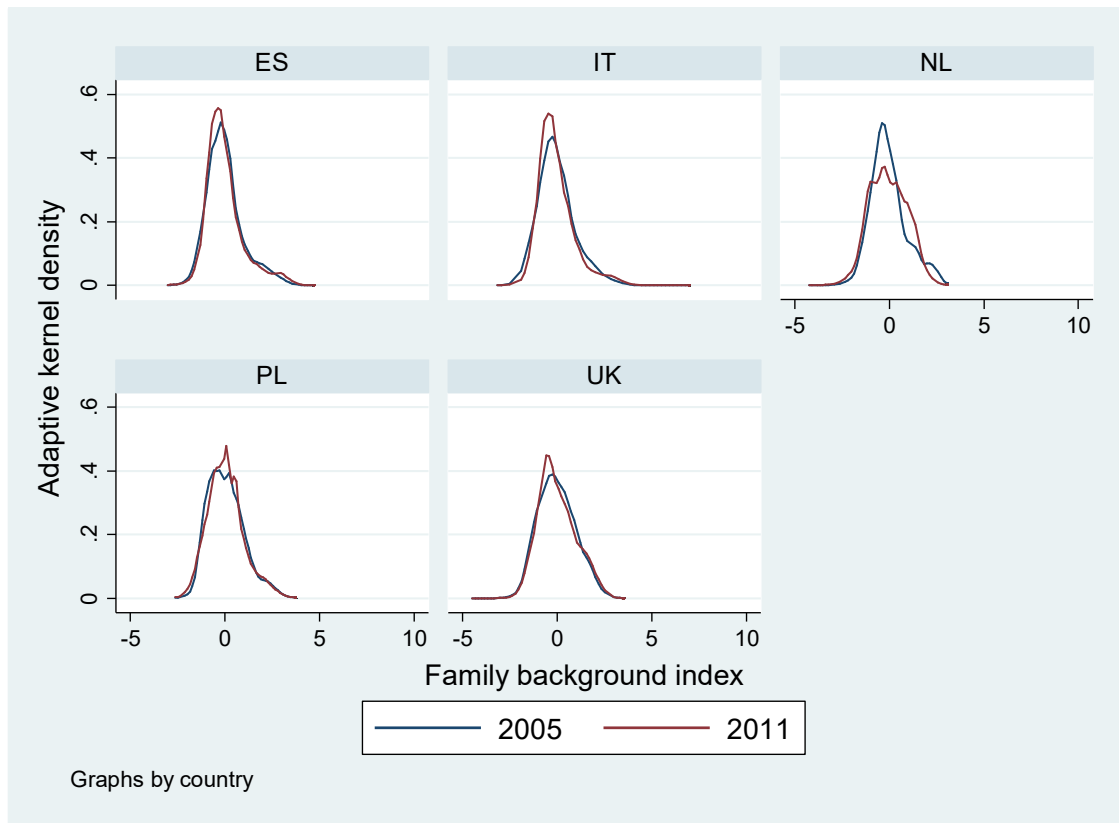 ES IT NL
Adaptive kernel density
.6
.4
.2
0
-5 0 5 10
PL UK
.6
.4
.2
0
-5 0 5 10 -5 0 5 10
Family background index
2005 2011
Graphs by country